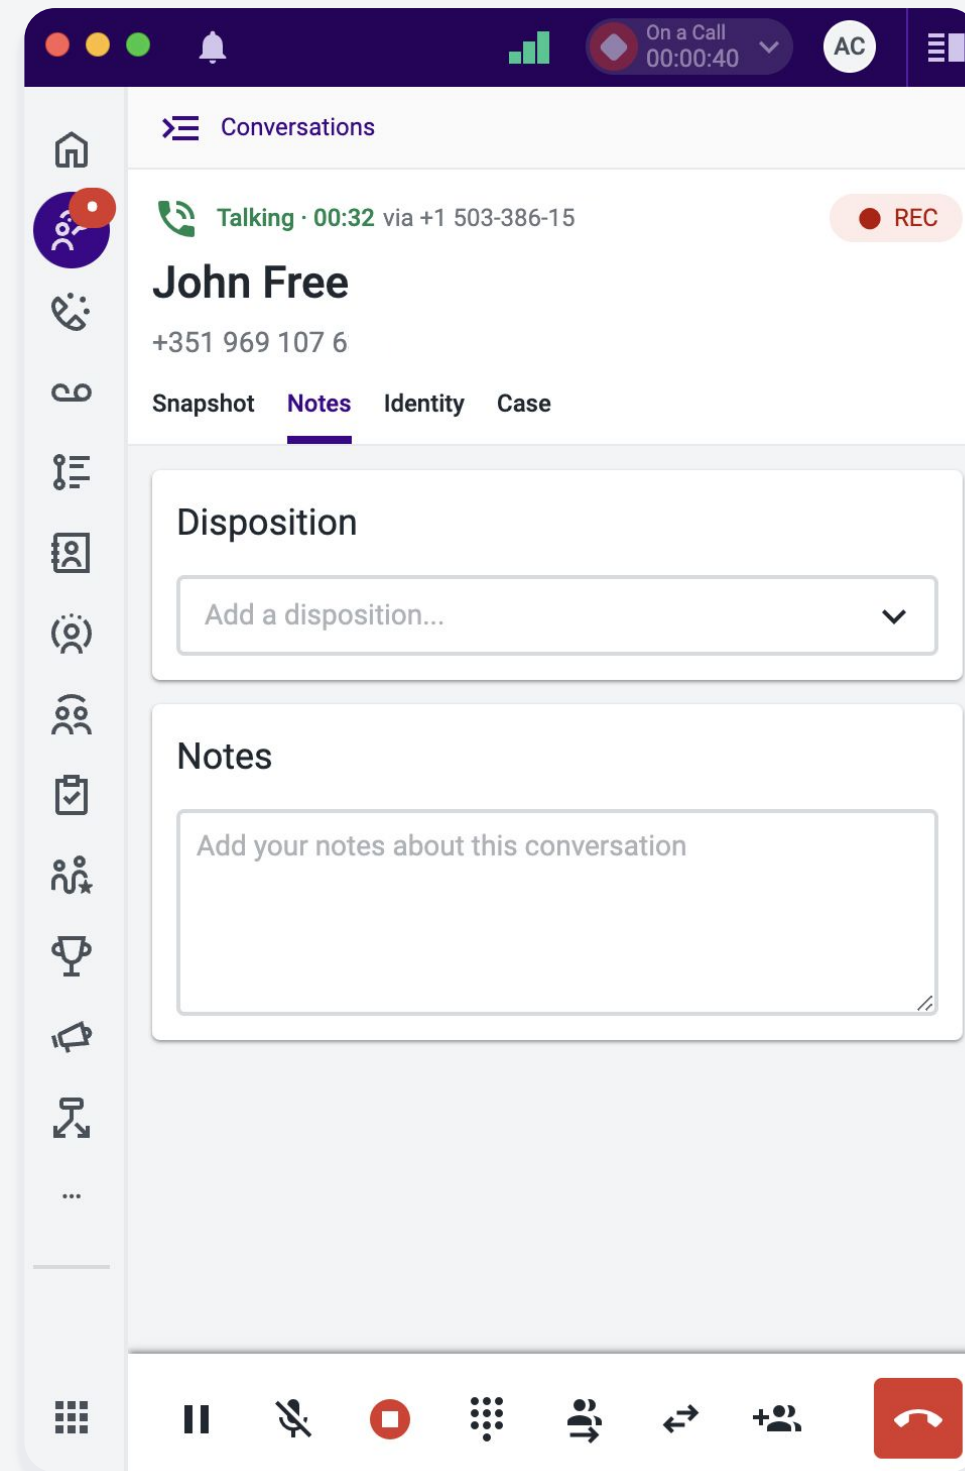 On a Call
00:00:40
AC
Conversations
Talking · 00:32 via +1 503-386-15
REC
John Free
+351 969 107 6
Snapshot Notes Identity Case
Disposition
Add a disposition...
Notes
Add your notes about this conversation